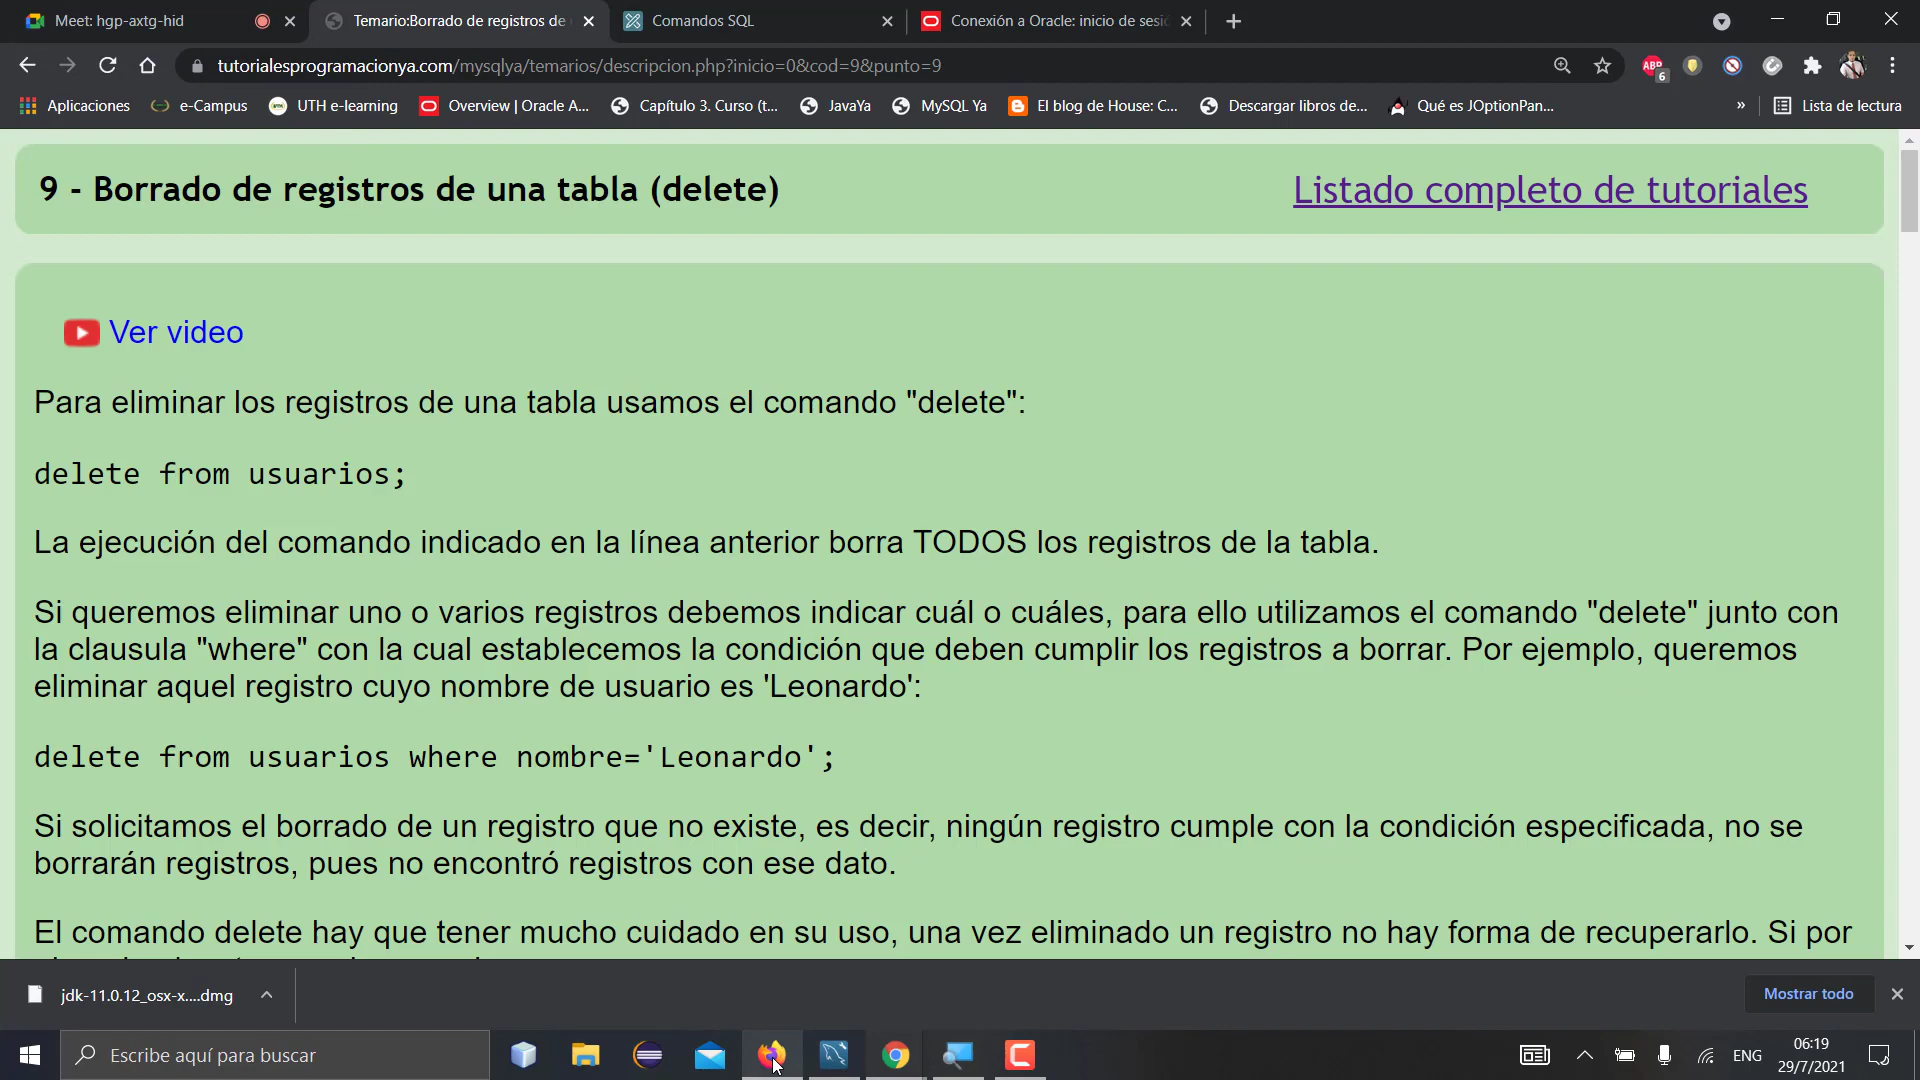 Meet: hgp-axtg-hid
Temario:Borrado de registros de
Comandos SQL
Conexión a Oracle: inicio de sesi
tutorialesprogramacionya.com/mysqlya/temarios/descripcion.php?inicio=0&cod=9&punto=9
ABP
6
Aplicaciones
e-Campus
UTH e-learning
Overview | Oracle A...
Capítulo 3. Curso (t...
JavaYa
MySQL Ya
El blog de House: C...
Descargar libros de...
Qué es JOptionPan...
»
Lista de lectura
9 - Borrado de registros de una tabla (delete)
Listado completo de tutoriales
Ver video
Para eliminar los registros de una tabla usamos el comando "delete":
delete from usuarios;
La ejecución del comando indicado en la línea anterior borra TODOS los registros de la tabla.
Si queremos eliminar uno o varios registros debemos indicar cuál o cuáles, para ello utilizamos el comando "delete" junto con
la clausula "where" con la cual establecemos la condición que deben cumplir los registros a borrar. Por ejemplo, queremos
eliminar aquel registro cuyo nombre de usuario es 'Leonardo':
delete from usuarios where nombre='Leonardo';
Si solicitamos el borrado de un registro que no existe, es decir, ningún registro cumple con la condición especificada, no se
borrarán registros, pues no encontró registros con ese dato.
El comando delete hay que tener mucho cuidado en su uso, una vez eliminado un registro no hay forma de recuperarlo. Si por
jdk-11.0.12_osx-x....dmg
Mostrar todo
Escribe aquí para buscar
ENG
06:19
29/7/2021